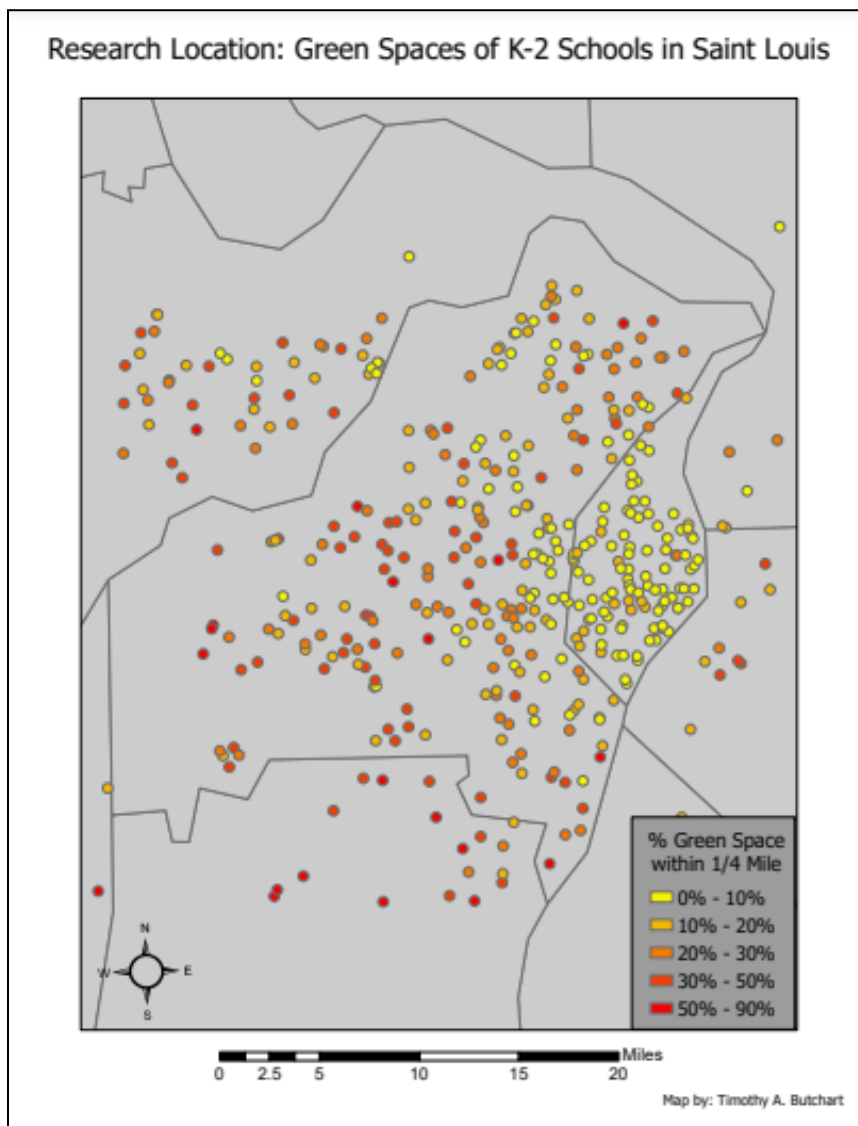 Research Location: Green Spaces of K-2 Schools in Saint Louis
% Green Space
within 1/4 Mile
0% - 10%
10% - 20%
20% - 30%
30% - 50%
50% - 90%
N
W E
S
Miles
0 2.5 5 10 15 20
Map by: Timothy A. Butchart